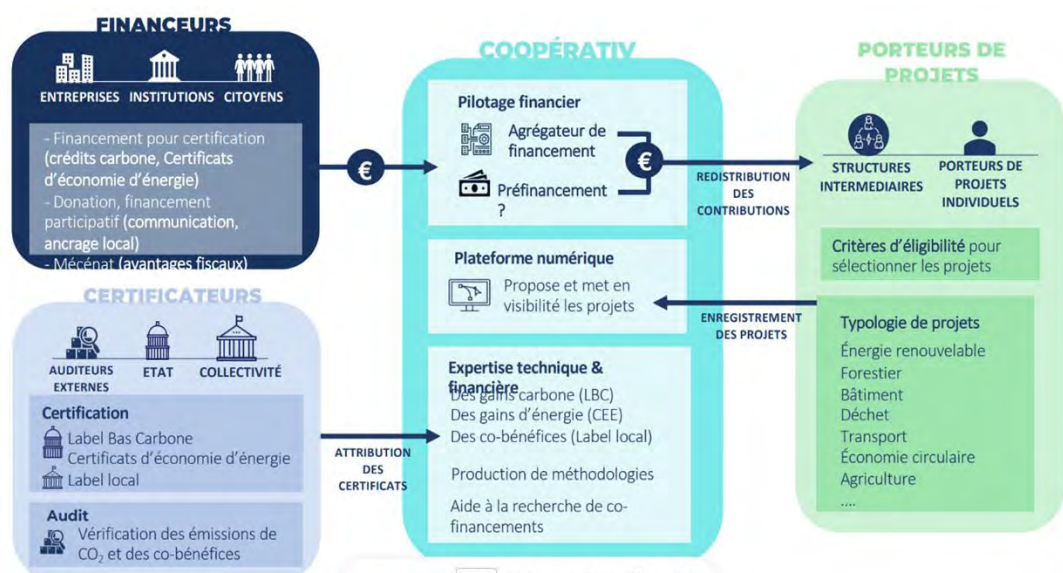 FINANCEURS
ENTREPRISES INSTITUTIONS CITOYENS
- Financement pour certification
(crédits carbone, Certificats
d'économie d'énergie)
- Donation, financement
participatif (communication,
ancrage local)
- Mécénat (avantages fiscaux)
€
CERTIFICATEURS
AUDITEURS
EXTERNES
ETAT
COLLECTIVITÉ
Certification
Label Bas Carbone
Certificats d'économie d'énergie
Label local
Audit
Vérification des émissions de
CO₂ et des co-bénéfices
ATTRIBUTION
DES
CERTIFICATS
COOPÉRATIV
Pilotage financier
Agrégateur de
financement
Préfinancement
?
€
Plateforme numérique
Propose et met en
visibilité les projets
Expertise technique &
financière
Des gains carbone (LBC)
Des gains d'énergie (CEE)
Des co-bénéfices (Label local)
Production de méthodologies
Aide à la recherche de co-
financements
REDISTRIBUTION
DES
CONTRIBUTIONS
ENREGISTREMENT
DES PROJETS
PORTEURS DE
PROJETS
STRUCTURES
INTERMEDIAIRES
PORTEURS DE
PROJETS
INDIVIDUELS
Critères d'éligibilité pour
sélectionner les projets
Typologie de projets
Énergie renouvelable
Forestier
Bâtiment
Déchet
Transport
Économie circulaire
Agriculture
....